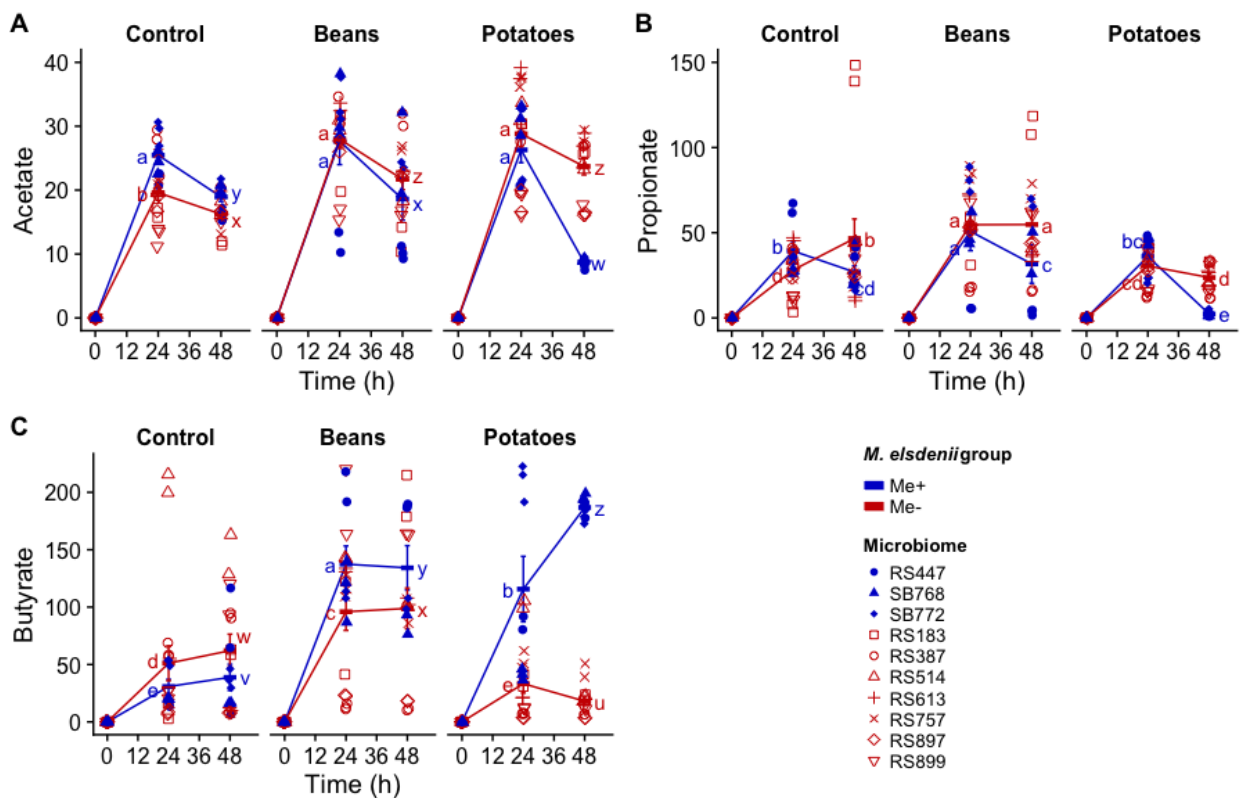 A
Control Beans Potatoes
Acetate
40
30
20
10
0
a
b
y
x
a
a
z
x
a
a
z
w
0 12 24 36 48 0 12 24 36 48 0 12 24 36 48
Time (h)
B
Control Beans Potatoes
Propionate
150
100
50
0
b
d
b
cd
a
a
a
c
bc
cd
d
e
0 12 24 36 48 0 12 24 36 48 0 12 24 36 48
Time (h)
C
Control Beans Potatoes
Butyrate
200
150
100
50
0
d
e
w
v
a
c
y
x
b
e
z
u
0 12 24 36 48 0 12 24 36 48 0 12 24 36 48
Time (h)
M. elsdenii group
Me+
Me-
Microbiome
RS447
SB768
SB772
RS183
RS387
RS514
RS613
RS757
RS897
RS899